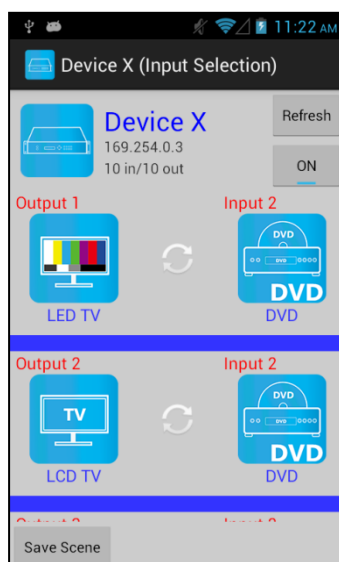 11:22 AM
Device X (Input Selection)
Device X
Refresh
169.254.0.3
10 in/10 out
ON
Output 1
Input 2
DVD
DVD
DVD
LED TV
DVD
Output 2
Input 2
DVD
TV
DVD
DVD
LCD TV
DVD
Save Scene